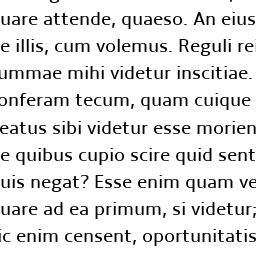 uare attende, quaeso. An eius
e illis, cum volemus. Reguli rei
ummae mihi videtur inscitiae.
onferam tecum, quam cuique
eatus sibi videtur esse morien
e quibus cupio scire quid sent
uis negat? Esse enim quam ve
uare ad ea primum, si videtur;
ic enim censent, oportunitatis